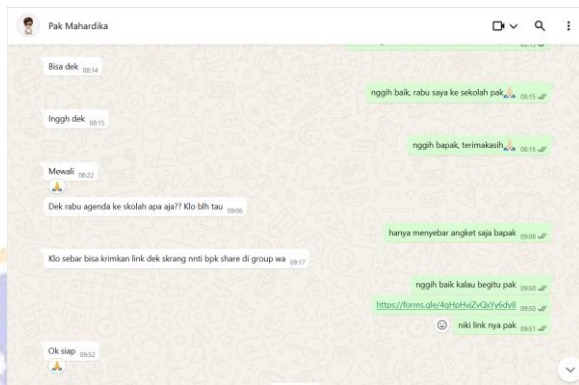 Pak Mahardika
Bisa dek 08:14
nggih baik, rabu saya ke sekolah pak🙏 08:15
Inggh dek 08:15
nggih bapak, terimakasih🙏 08:15
Mewali 08:22
🙏
Dek rabu agenda ke skolah apa aja?? Klo blh tau 09:06
hanya menyebar angket saja bapak 09:08
Klo sebar bisa krimkan link dek skrang nnti bpk share di group wa 09:17
nggih baik kalau begitu pak 09:50
https://forms.gle/4qHpHvjZvQxYy6dy8 09:50
niki link nya pak 09:51
Ok siap 09:52
🙏